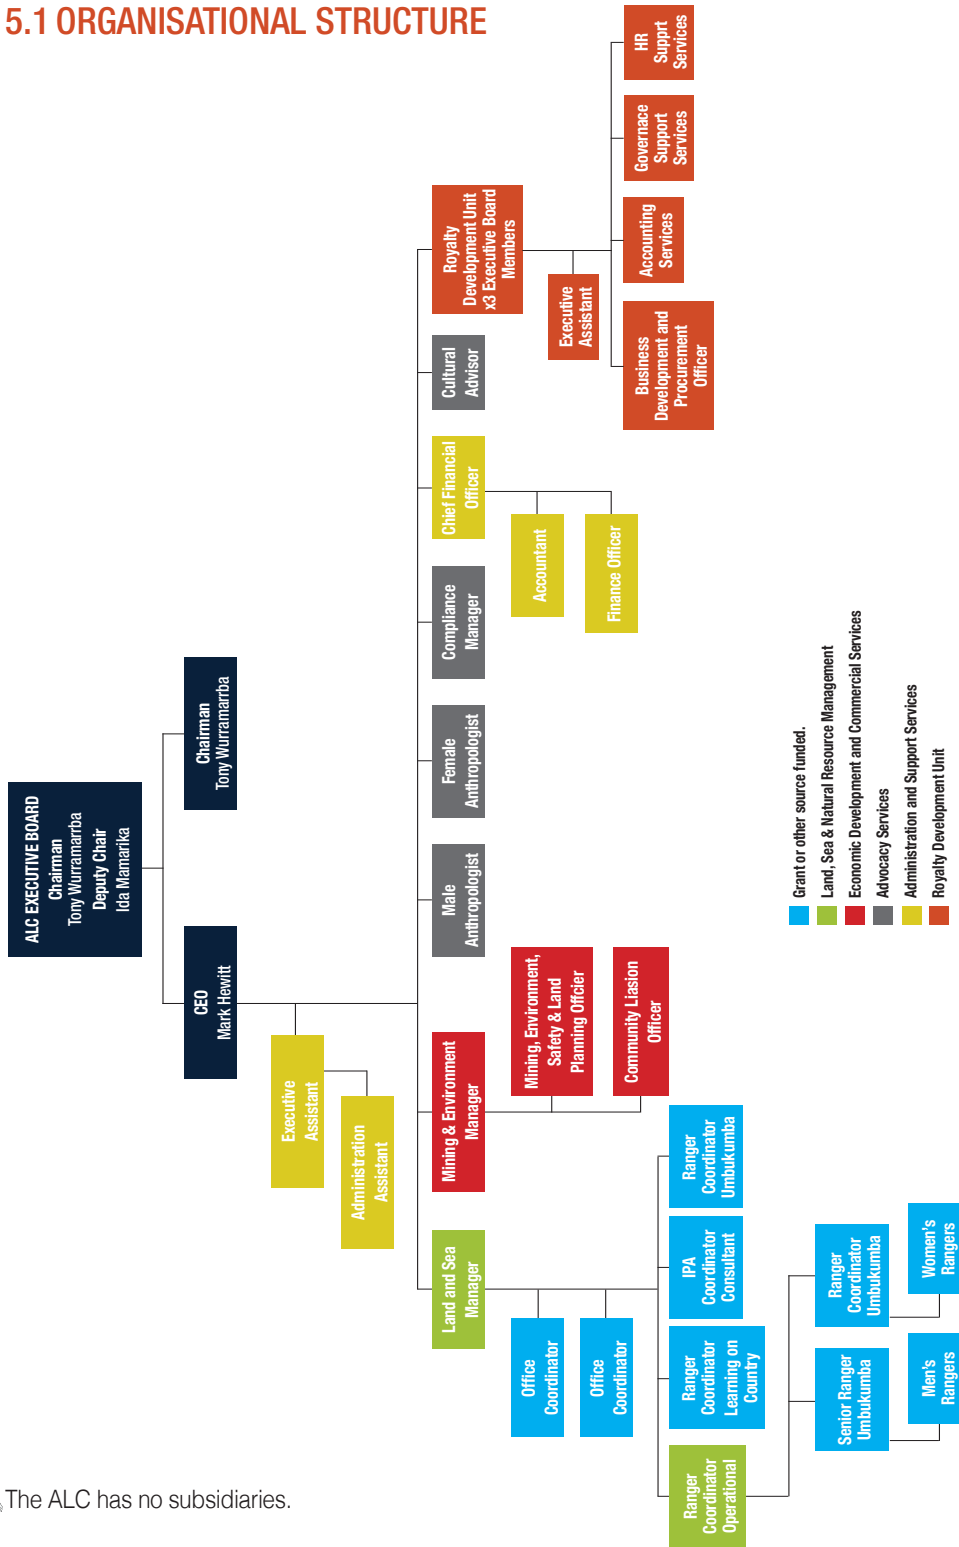 5.1 ORGANISATIONAL STRUCTURE
ALC EXECUTIVE BOARD
Chairman
Tony Wurramarrba
Deputy Chair
Ida Mamarika
CEO
Mark Hewitt
Chairman
Tony Wurramarrba
Executive
Assistant
Administration
Assistant
Land and Sea
Manager
Mining & Environment
Manager
Male
Anthropologist
Female
Anthropologist
Compliance
Manager
Chief Financial
Officer
Cultural
Advisor
Royalty
Development Unit
x3 Executive Board
Members
Office
Coordinator
Office
Coordinator
Mining, Environment,
Safety & Land
Planning Offcier
Community Liasion
Officer
Accountant
Finance Officer
Executive
Assistant
Business
Development and
Procurement
Officer
Accounting
Services
Governace
Support
Services
HR
Supprt
Services
Ranger
Coordinator
Operational
Ranger
Coordinator
Learning on
Country
IPA
Coordinator
Consultant
Ranger
Coordinator
Umbukumba
Senior Ranger
Umbukumba
Ranger
Coordinator
Umbukumba
Men's
Rangers
Women's
Rangers
Grant or other source funded.
Land, Sea & Natural Resource Management
Economic Development and Commercial Services
Advocacy Services
Administration and Support Services
Royalty Development Unit
The ALC has no subsidiaries.